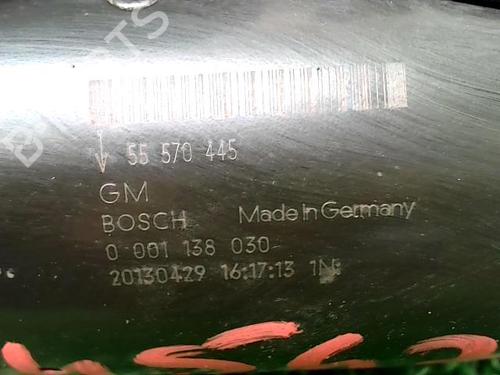 55 570 445
GM
BOSCH Made in Germany
0 001 138 030
20130429 16:17:13 1N